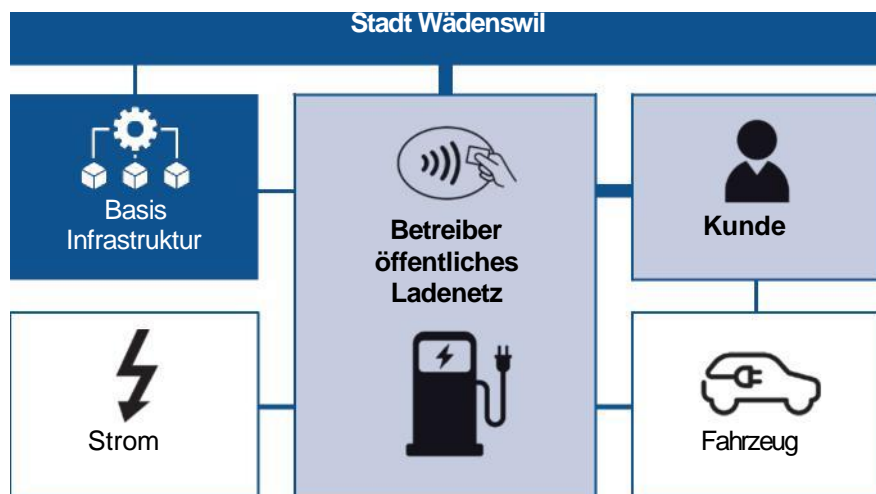 Stadt Wädenswil
Basis
Infrastruktur
Betreiber
öffentliches
Ladenetz
Kunde
Strom
Fahrzeug